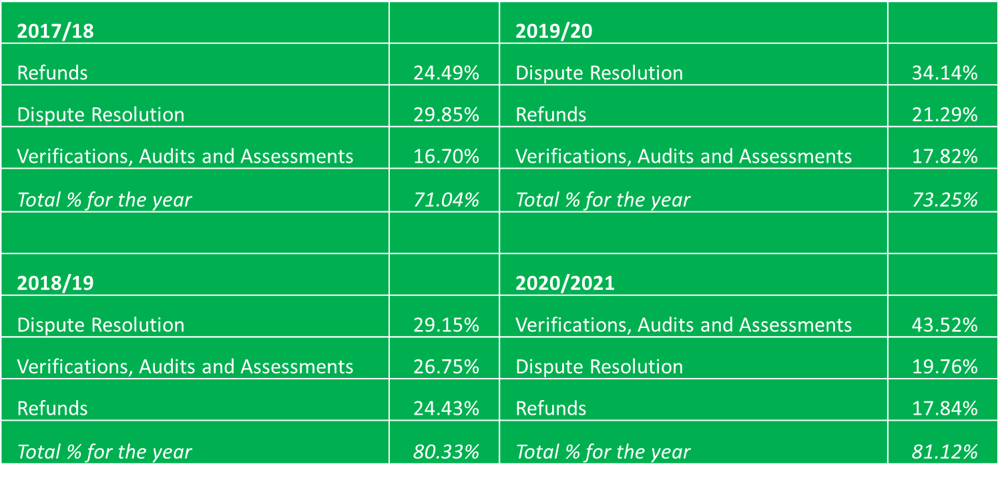 2017/18
2019/20
Refunds 24.49% Dispute Resolution 34.14%
Dispute Resolution 29.85% Refunds 21.29%
Verifications, Audits and Assessments 16.70% Verifications, Audits and Assessments 17.82%
Total % for the year 71.04% Total % for the year 73.25%
2018/19
2020/2021
Dispute Resolution 29.15% Verifications, Audits and Assessments 43.52%
Verifications, Audits and Assessments 26.75% Dispute Resolution 19.76%
Refunds 24.43% Refunds 17.84%
Total % for the year 80.33% Total % for the year 81.12%